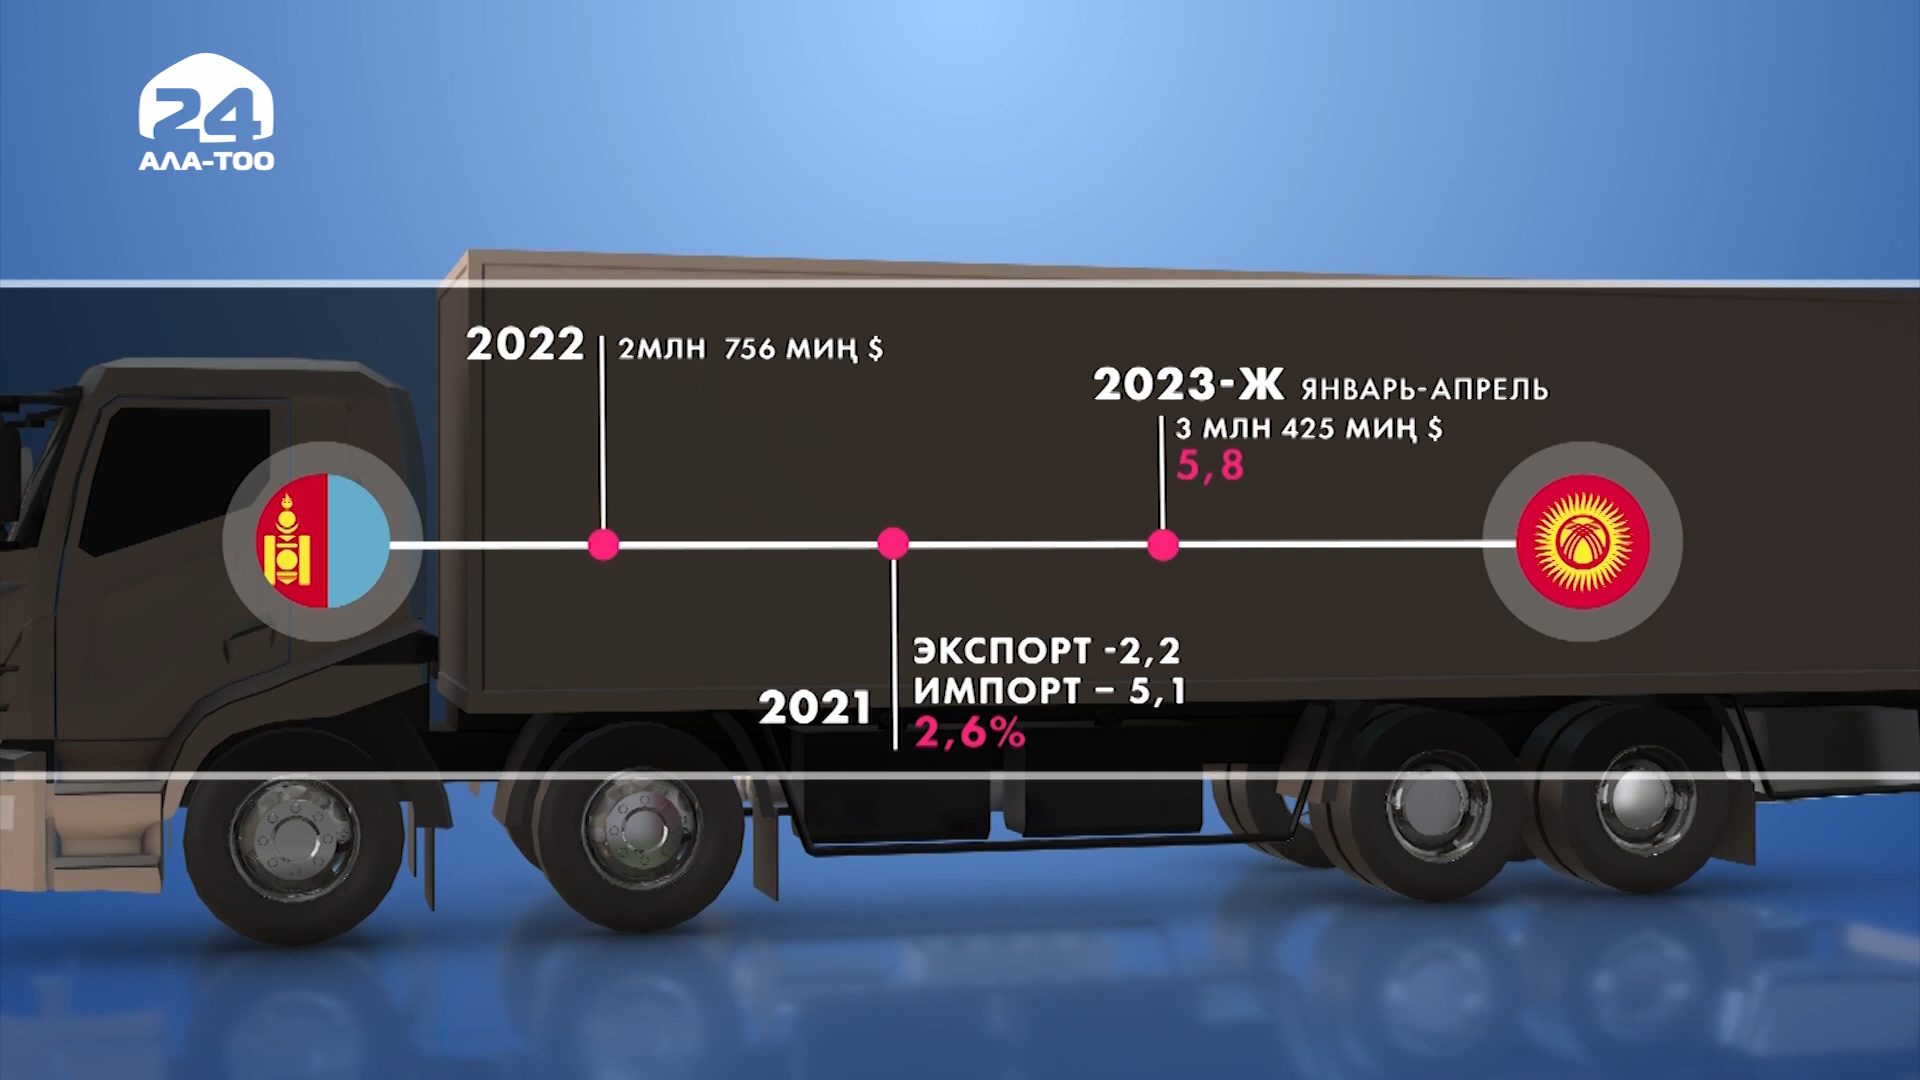 24
АЛА-ТОО
2022
2МЛН 756 МИҢ $
2023-Ж ЯНВАРЬ-АПРЕЛЬ
3 МЛН 425 МИҢ $
5,8
2021
ЭКСПОРТ -2,2
ИМПОРТ – 5,1
2,6%